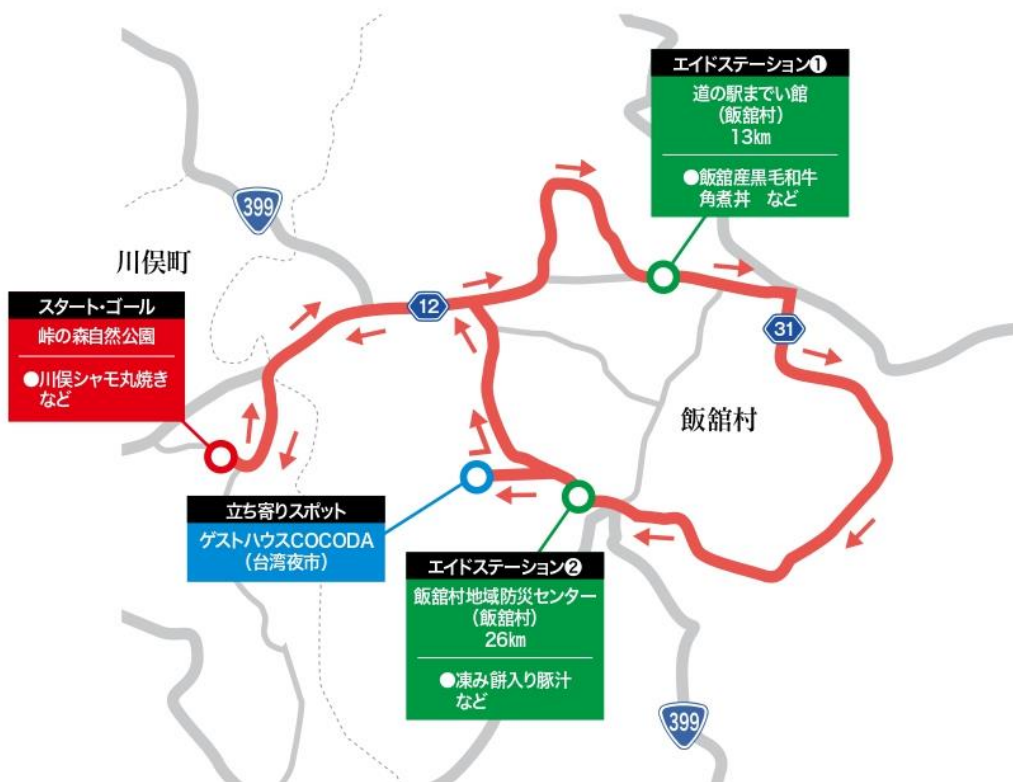 エイドステーション❶
道の駅までい館
(飯舘村)
13km
●飯舘産黒毛和牛
角煮丼 など
399
川俣町
スタート・ゴール
峠の森自然公園
●川俣シャモ丸焼き
など
12
31
飯舘村
立ち寄りスポット
ゲストハウスCOCODA
(台湾夜市)
エイドステーション❷
飯舘村地域防災センター
(飯舘村)
26km
●凍み餅入り豚汁
など
399